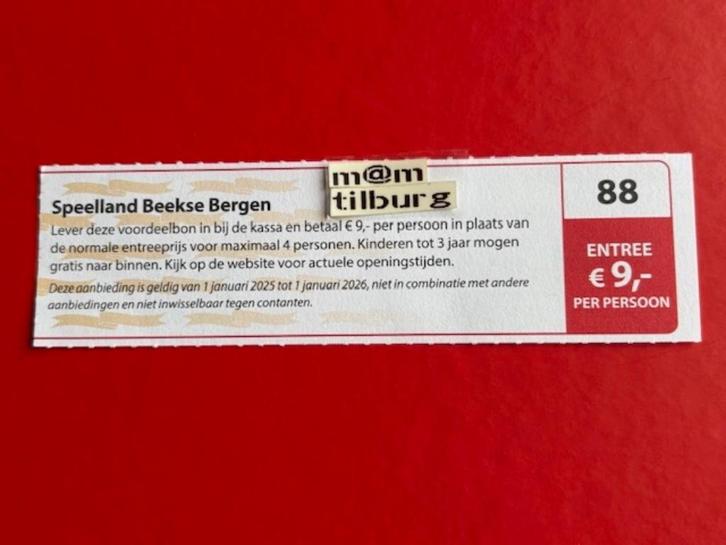 m@m
tilburg
Speelland Beekse Bergen
Lever deze voordeelbon in bij de kassa en betaal € 9,- per persoon in plaats van
de normale entreeprijs voor maximaal 4 personen. Kinderen tot 3 jaar mogen
gratis naar binnen. Kijk op de website voor actuele openingstijden.
Deze aanbieding is geldig van 1 januari 2025 tot 1 januari 2026, niet in combinatie met andere
aanbiedingen en niet inwisselbaar tegen contanten.
88
ENTREE
€ 9,-
PER PERSOON